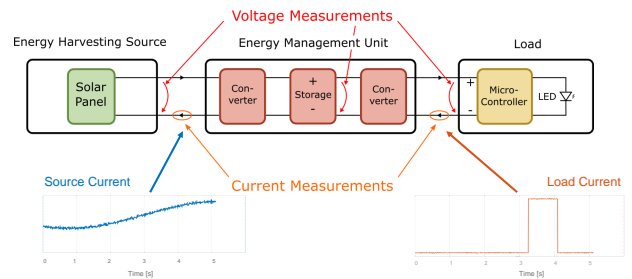 Voltage Measurements
Energy Harvesting Source
Energy Management Unit
Load
Solar
Panel
Con-
verter
+
Storage
-
Con-
verter
+
-
Micro-
Controller
LED
Source Current
Current Measurements
Load Current
0 1 2 3 4 5
Time [s]
0 1 2 3 4 5
Time [s]